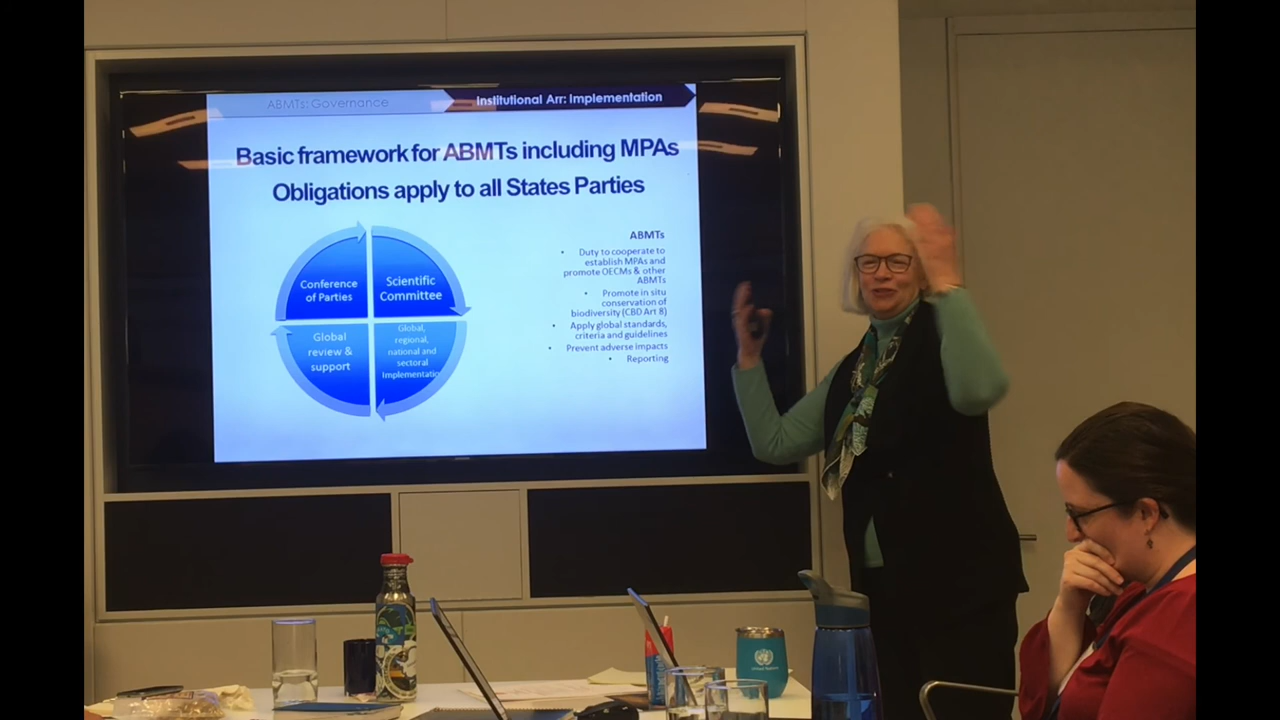 ABMTs: Governance
Institutional Arr: Implementation
Basic framework for ABMTs including MPAs
Obligations apply to all States Parties
Conference
of Parties
Scientific
Committee
Global
review &
support
Global,
regional,
national and
sectoral
Implementatio
ABMTs
• Duty to cooperate to
establish MPAs and
promote OECMs & other
ABMTs
• Promote in situ
conservation of
biodiversity (CBD Art 8)
• Apply global standards,
criteria and guidelines
• Prevent adverse impacts
• Reporting
United Nations